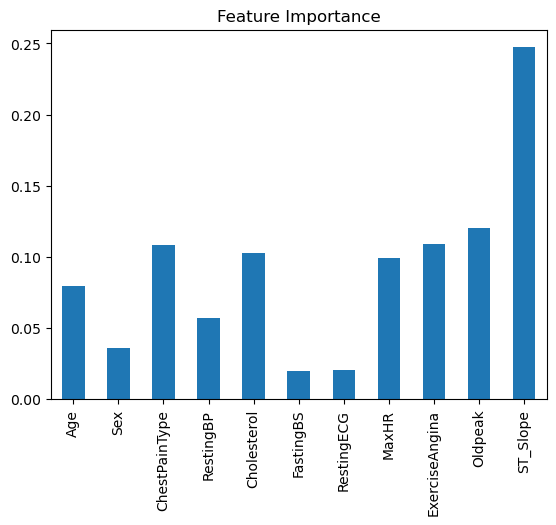 Feature Importance
0.25
0.20
0.15
0.10
0.05
0.00
Age
Sex
ChestPainType
RestingBP
Cholesterol
FastingBS
RestingECG
MaxHR
ExerciseAngina
Oldpeak
ST_Slope